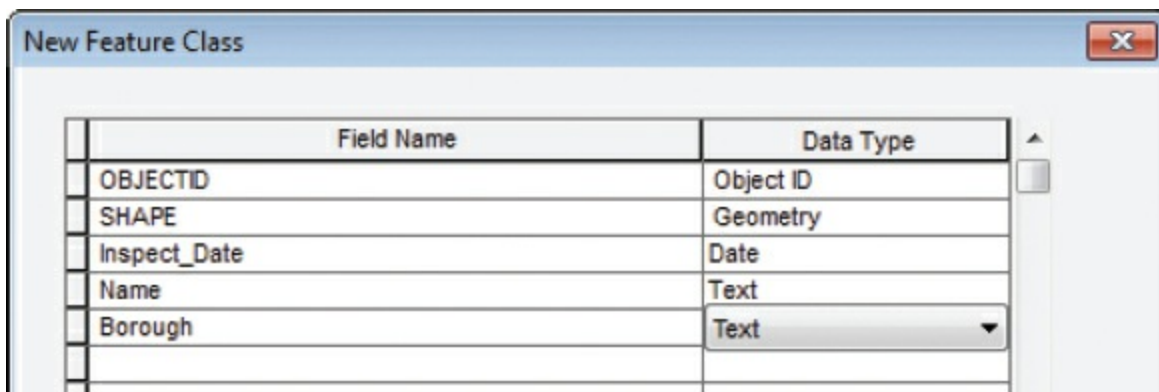 New Feature Class
Field Name Data Type
OBJECTID Object ID
SHAPE Geometry
Inspect_Date Date
Name Text
Borough Text